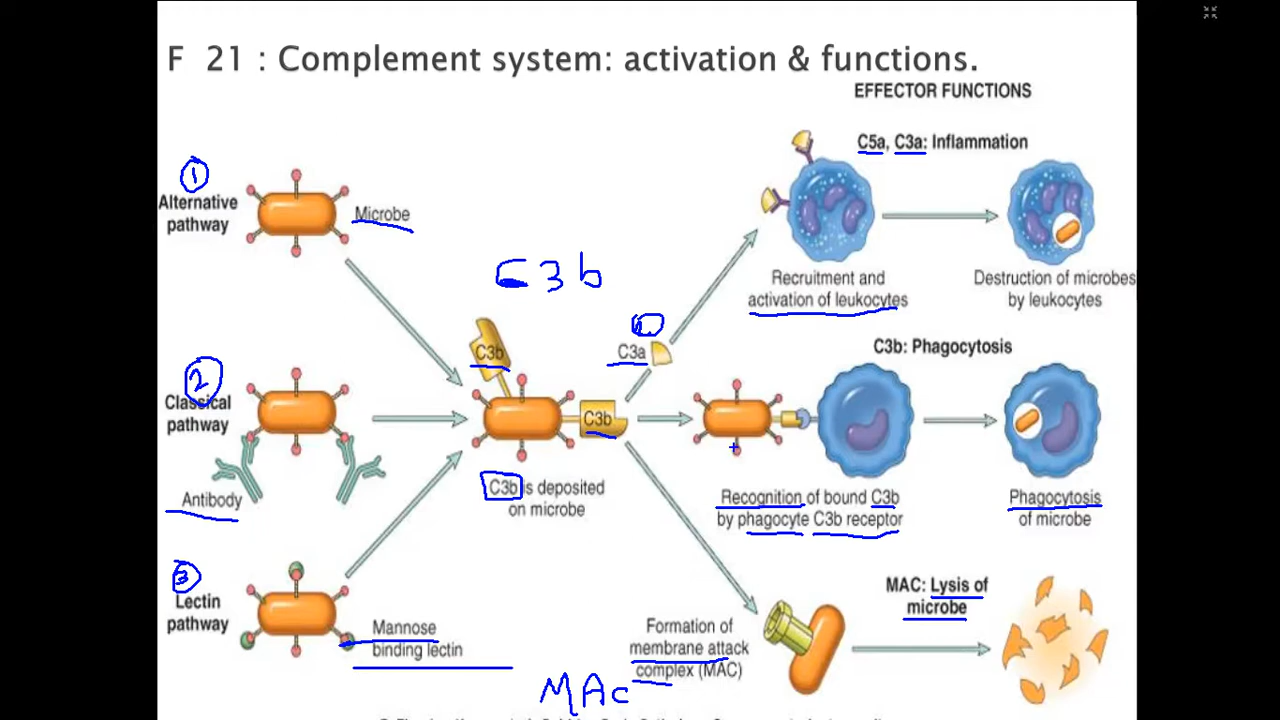 F 21 : Complement system: activation & functions.
EFFECTOR FUNCTIONS
C5a, C3a: Inflammation
1
Alternative
pathway
Microbe
C3b
Recruitment and
activation of leukocytes
Destruction of microbes
by leukocytes
C3b
C3a
C3b: Phagocytosis
2
Classical
pathway
C3b
Antibody
C3b is deposited
on microbe
Recognition of bound C3b
by phagocyte C3b receptor
Phagocytosis
of microbe
3
Lectin
pathway
Mannose
binding lectin
Formation of
membrane attack
complex (MAC)
MAC: Lysis of
microbe
MAC